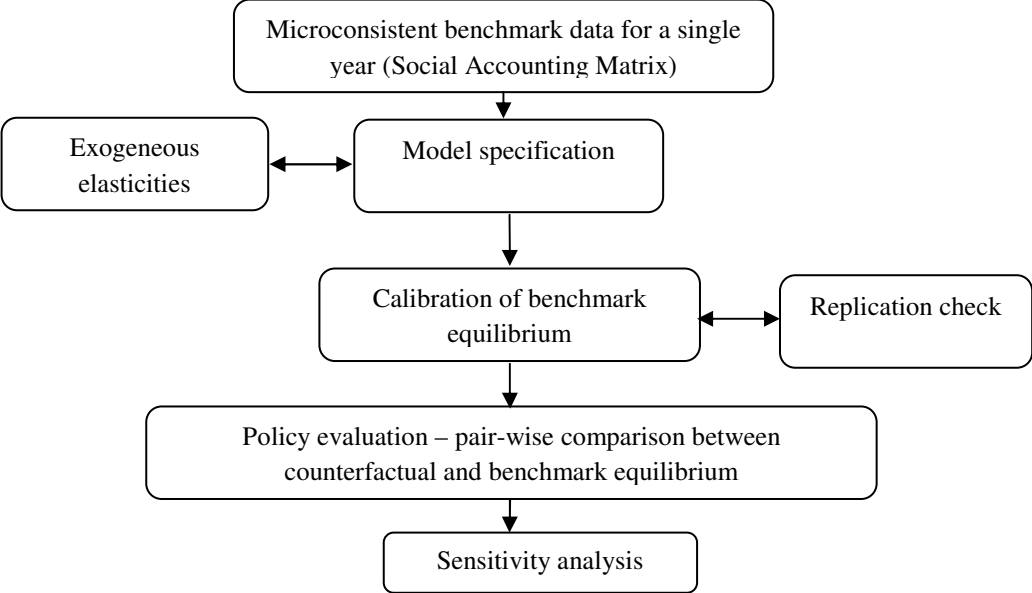 Microconsistent benchmark data for a single
year (Social Accounting Matrix)
Exogeneous
elasticities
Model specification
Calibration of benchmark
equilibrium
Replication check
Policy evaluation – pair-wise comparison between
counterfactual and benchmark equilibrium
Sensitivity analysis